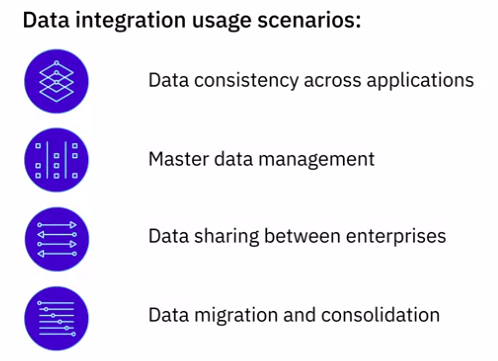 Data integration usage scenarios:
Data consistency across applications
Master data management
Data sharing between enterprises
Data migration and consolidation